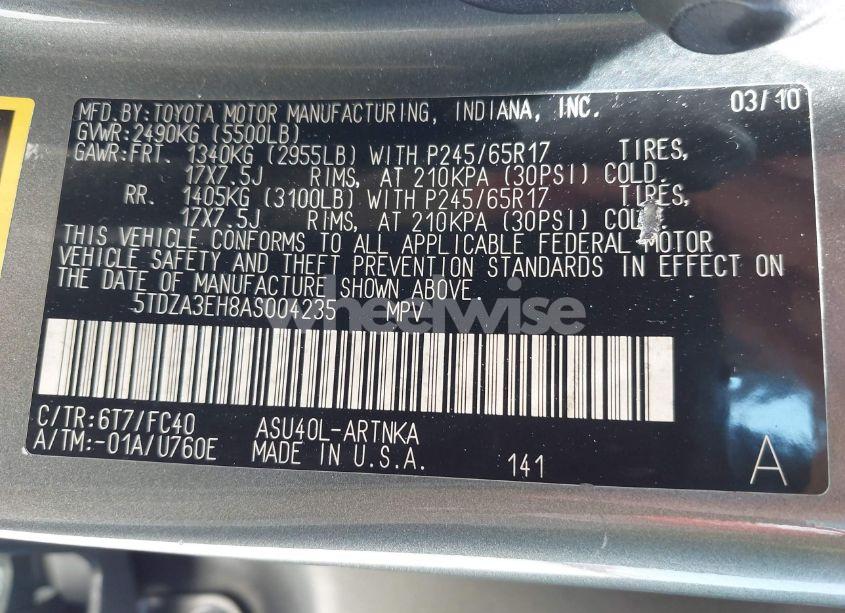 MFD.BY:TOYOTA MOTOR MANUFACTURING, INDIANA, INC. 03/10
GVWR:2490KG (5500LB)
GAWR:FRT. 1340KG (2955LB) WITH P245/65R17 TIRES,
17X7.5J RIMS, AT 210KPA (30PSI) COLD.
RR. 1405KG (3100LB) WITH P245/65R17 TIRES,
17X7.5J RIMS, AT 210KPA (30PSI) COLD.
THIS VEHICLE CONFORMS TO ALL APPLICABLE FEDERAL MOTOR
VEHICLE SAFETY AND THEFT PREVENTION STANDARDS IN EFFECT ON
THE DATE OF MANUFACTURE SHOWN ABOVE.
5TDZA3EH8AS004235 MPV
wheelwise
C/TR:6T7/FC40 ASU40L-ARTNKA
A/TM:-01A/U760E MADE IN U.S.A. 141 A